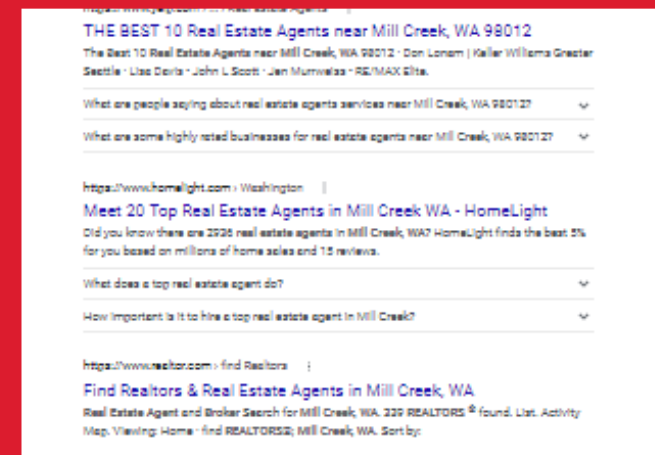 THE BEST 10 Real Estate Agents near Mill Creek, WA 98012
The Best 10 Real Estate Agents near Mill Creek, WA 98012 - Don Lonam | Keller Williams Greater
Seattle - Lisa Davis - John L Scott - Jen Murnweiss - RE/MAX Elite.
What are people saying about real estate agents services near Mill Creek, WA 98012?
What are some highly rated businesses for real estate agents near Mill Creek, WA 98012?
https://www.homelight.com › Washington
Meet 20 Top Real Estate Agents in Mill Creek WA - HomeLight
Did you know there are 2936 real estate agents in Mill Creek, WA? HomeLight finds the best 5%
for you based on millions of home sales and 15 reviews.
What does a top real estate agent do?
How important is it to hire a top real estate agent in Mill Creek?
https://www.realtor.com › find Realtors
Find Realtors & Real Estate Agents in Mill Creek, WA
Real Estate Agent and Broker Search for Mill Creek, WA. 339 REALTORS ® found. List. Activity
Map. Viewing: Home · find REALTORS®; Mill Creek, WA. Sort by: